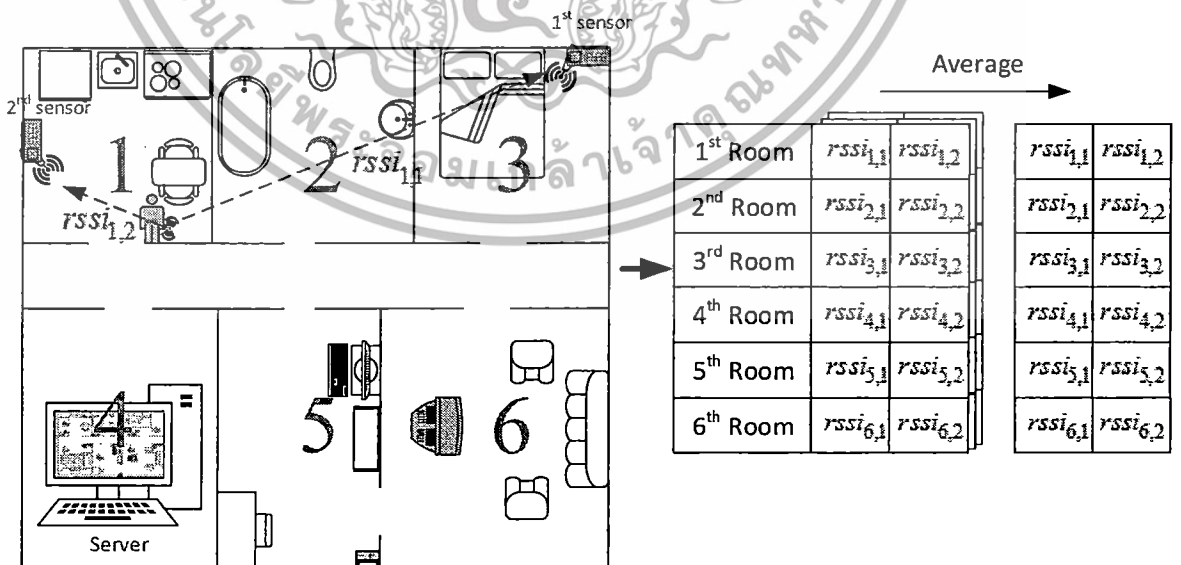 1st sensor
2nd sensor
1
2
3
rssi1,1
rssi1,2
4
5
6
Server
Average
1st Room rssi1,1 rssi1,2 rssi1,1 rssi1,2
2nd Room rssi2,1 rssi2,2 rssi2,1 rssi2,2
3rd Room rssi3,1 rssi3,2 rssi3,1 rssi3,2
4th Room rssi4,1 rssi4,2 rssi4,1 rssi4,2
5th Room rssi5,1 rssi5,2 rssi5,1 rssi5,2
6th Room rssi6,1 rssi6,2 rssi6,1 rssi6,2